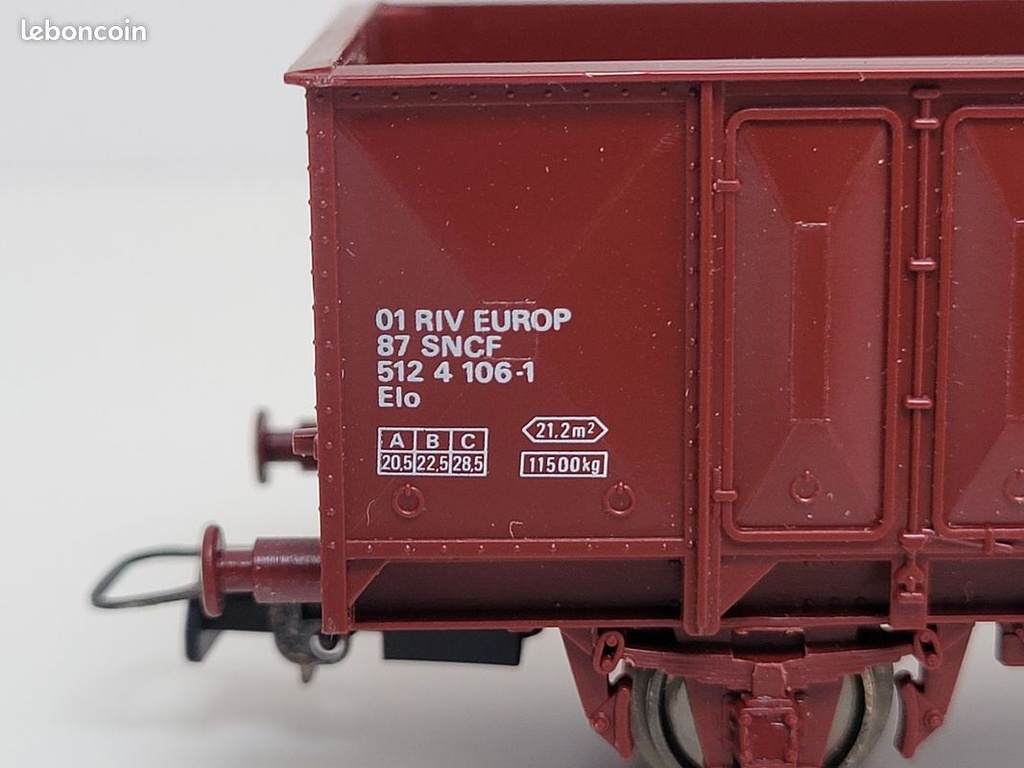 leboncoin
01 RIV EUROP
87 SNCF
512 4 106-1
Elo
A B C
20.5 22,5 28.5
21.2m²
11500kg